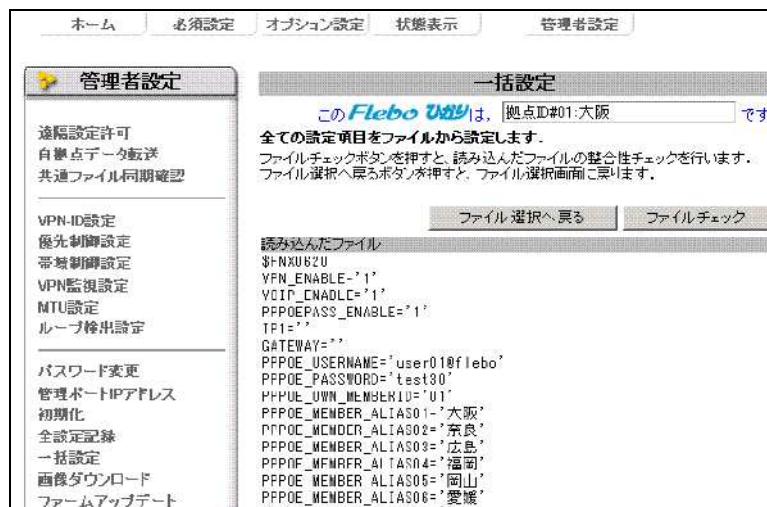 ホーム 必須設定 オプション設定 状態表示 管理者設定
管理者設定
遠隔設定許可
自拠点データ転送
共通ファイル同期確認
VPN-ID設定
優先制御設定
帯域制御設定
VPN監視設定
MTU設定
ループ検出設定
パスワード変更
管理ポートIPアドレス
初期化
全設定記録
一括設定
画像ダウンロード
ファームアップデート
一括設定
このFlebo ひかりは, 拠点ID#01:大阪 です
全ての設定項目をファイルから設定します.
ファイルチェックボタンを押すと、読み込んだファイルの整合性チェックを行います.
ファイル選択へ戻るボタンを押すと、ファイル選択画面に戻ります.
ファイル選択へ戻る ファイルチェック
読み込んだファイル
VPN_ENABLE='1'
VOIP_ENABLE='1'
PPPOEPASS_ENABLE='1'
GATEWAY=''
PPPOE_USERNAME='user01@flebo'
PPPOE_PASSWORD='test30'
PPPOE_OWN_MEMBERID='01'
PPPOE_MEMBER_ALIAS01='大阪'
PPPOE_MEMBER_ALIAS02='奈良'
PPPOE_MEMBER_ALIAS03='広島'
PPPOE_MEMBER_ALIAS04='福岡'
PPPOE_MEMBER_ALIAS05='岡山'
PPPOE_MEMBER_ALIAS06='愛媛'